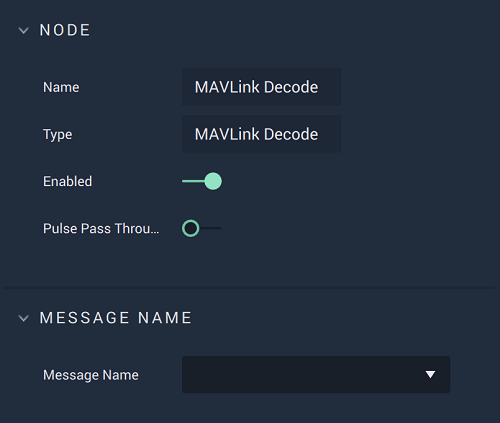 NODE
Name MAVLink Decode
Type MAVLink Decode
Enabled
Pulse Pass Throu...
MESSAGE NAME
Message Name